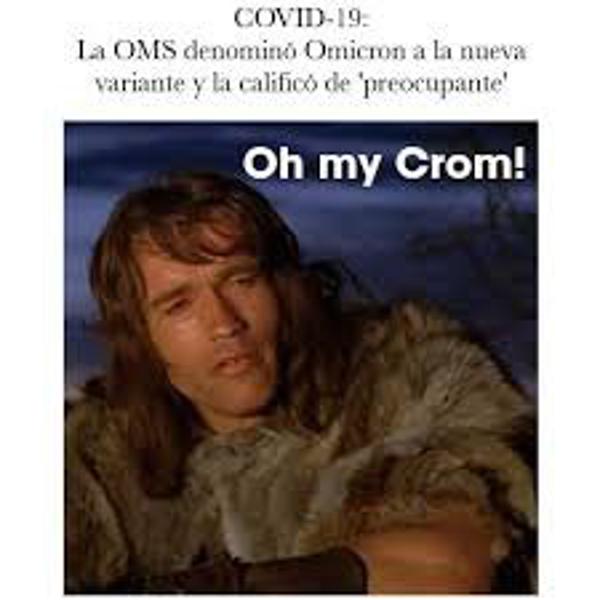 COVID-19:
La OMS denominó Omicron a la nueva
variante y la calificó de 'preocupante'
Oh my Crom!